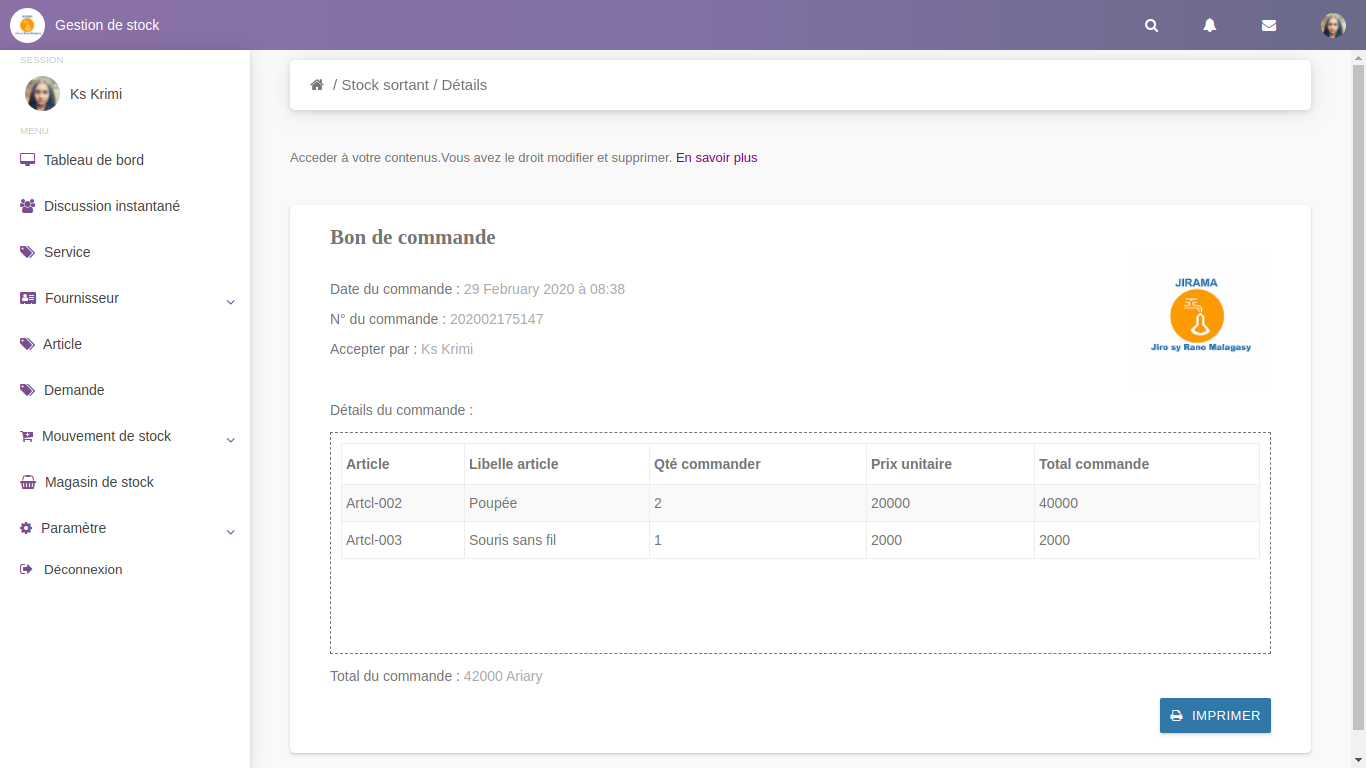 Gestion de stock
SESSION
Ks Krimi
MENU
Tableau de bord
Discussion instantané
Service
Fournisseur
Article
Demande
Mouvement de stock
Magasin de stock
Paramètre
Déconnexion
/ Stock sortant / Détails
Acceder à votre contenus.Vous avez le droit modifier et supprimer. En savoir plus
Bon de commande
Date du commande : 29 February 2020 à 08:38
N° du commande : 202002175147
Accepter par : Ks Krimi
JIRAMA
Jiro sy Rano Malagasy
Détails du commande :
Article Libelle article Qté commander Prix unitaire Total commande
Artcl-002 Poupée 2 20000 40000
Artcl-003 Souris sans fil 1 2000 2000
Total du commande : 42000 Ariary
IMPRIMER